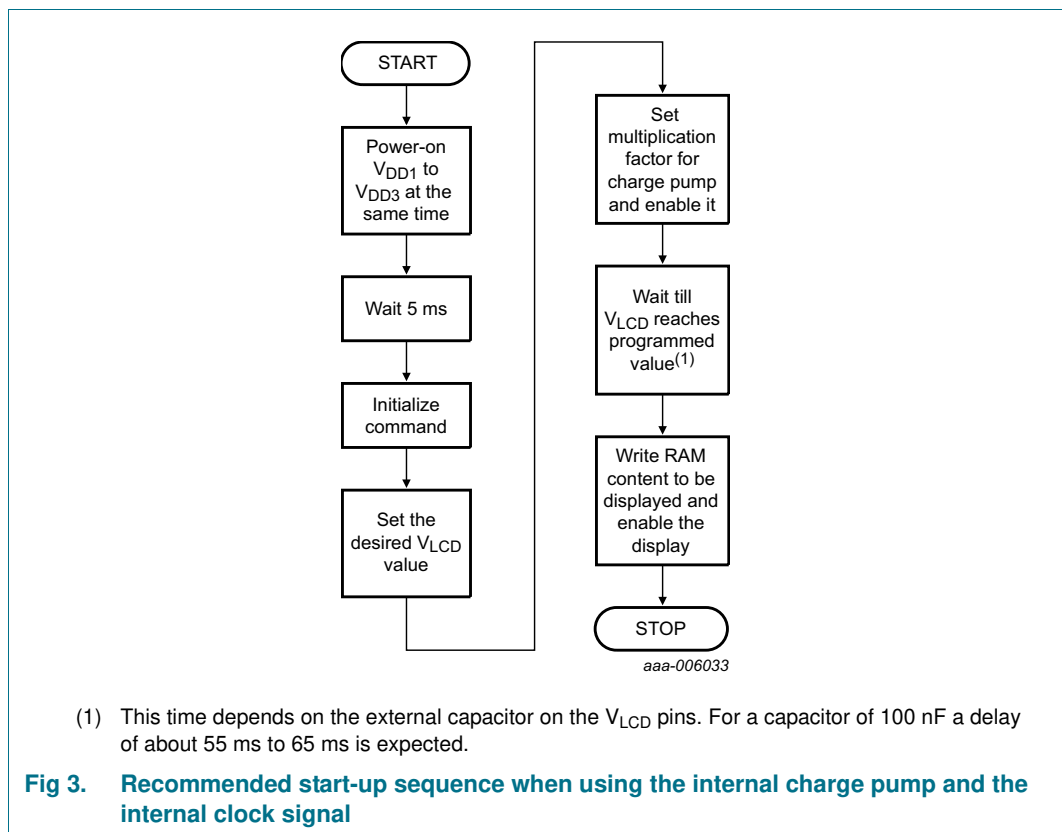 START
Power-on
VDD1 to
VDD3 at the
same time
Wait 5 ms
Initialize
command
Set the
desired VLCD
value
Set
multiplication
factor for
charge pump
and enable it
Wait till
VLCD reaches
programmed
value(1)
Write RAM
content to be
displayed and
enable the
display
STOP
aaa-006033
(1) This time depends on the external capacitor on the VLCD pins. For a capacitor of 100 nF a delay
of about 55 ms to 65 ms is expected.
Fig 3. Recommended start-up sequence when using the internal charge pump and the
internal clock signal